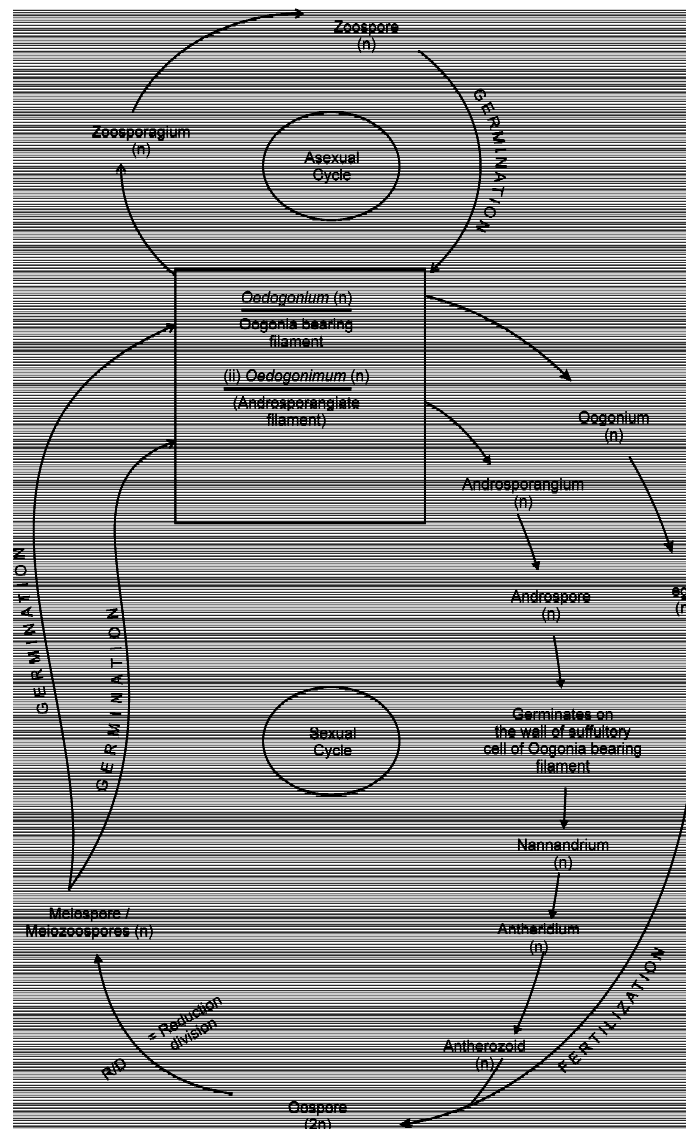 Zoospore
(n)
GERMINATION
Zoosporagium
(n)
Asexual
Cycle
Oedogonium (n)
Oogonia bearing
filament
(ii) Oedogonimum (n)
(Androsporangiate
filament)
Oogonium
(n)
Androsporangium
(n)
eg
(n
Androspore
(n)
GERMINATION
GERMINATION
Sexual
Cycle
Germinates on
the wall of suffultory
cell of Oogonia bearing
filament
Nannandrium
(n)
Antheridium
(n)
Meiospore /
Meiozoospores (n)
FERTILIZATION
R/D
= Reduction
division
Antherozoid
(n)
Oospore
(2n)